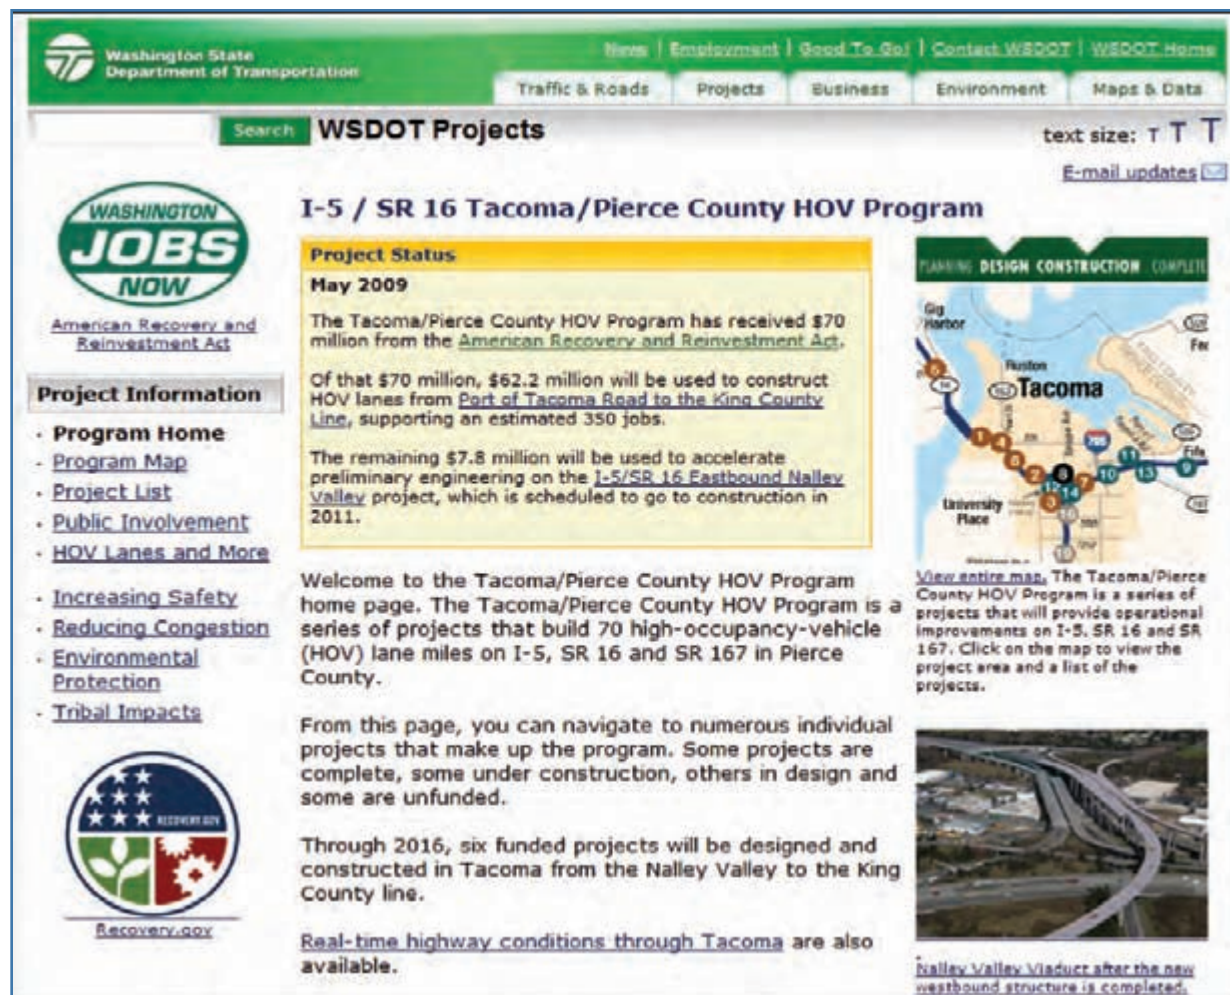 Washington State
Department of Transportation
News | Employment | Good To Go! | Contact WSDOT | WSDOT Home
Traffic & Roads
Projects
Business
Environment
Maps & Data
Search
WSDOT Projects
text size: T T T
E-mail updates
WASHINGTON
JOBS
NOW
American Recovery and
Reinvestment Act
Project Information
· Program Home
· Program Map
· Project List
· Public Involvement
· HOV Lanes and More
· Increasing Safety
· Reducing Congestion
· Environmental
Protection
· Tribal Impacts
RECOVERY.GOV
Recovery.gov
I-5 / SR 16 Tacoma/Pierce County HOV Program
Project Status
May 2009
The Tacoma/Pierce County HOV Program has received $70
million from the American Recovery and Reinvestment Act.
Of that $70 million, $62.2 million will be used to construct
HOV lanes from Port of Tacoma Road to the King County
Line, supporting an estimated 350 jobs.
The remaining $7.8 million will be used to accelerate
preliminary engineering on the I-5/SR 16 Eastbound Nalley
Valley project, which is scheduled to go to construction in
2011.
Welcome to the Tacoma/Pierce County HOV Program
home page. The Tacoma/Pierce County HOV Program is a
series of projects that build 70 high-occupancy-vehicle
(HOV) lane miles on I-5, SR 16 and SR 167 in Pierce
County.
From this page, you can navigate to numerous individual
projects that make up the program. Some projects are
complete, some under construction, others in design and
some are unfunded.
Through 2016, six funded projects will be designed and
constructed in Tacoma from the Nalley Valley to the King
County line.
Real-time highway conditions through Tacoma are also
available.
PLANNING DESIGN CONSTRUCTION COMPLETE
Gig
Harbor
Ruston
Tacoma
University
Place
View entire map. The Tacoma/Pierce
County HOV Program is a series of
projects that will provide operational
improvements on I-5, SR 16 and SR
167. Click on the map to view the
project area and a list of the
projects.
Nalley Valley Viaduct after the new
westbound structure is completed.